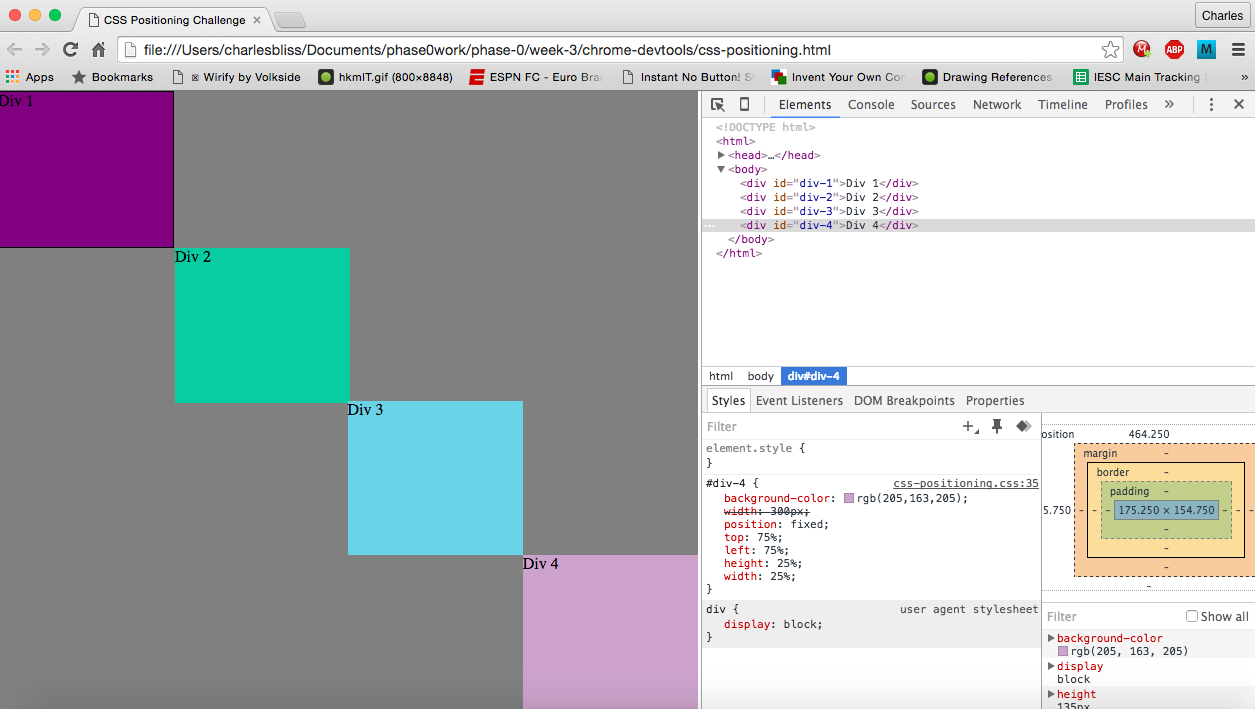 CSS Positioning Challenge
Charles
file:///Users/charlesbliss/Documents/phase0work/phase-0/week-3/chrome-devtools/css-positioning.html
ABP
M
Apps Bookmarks Wirify by Volkside hkmIT.gif (800×8848) ESPN FC - Euro Brac Instant No Button! S Invent Your Own Co Drawing References IESC Main Tracking S »
Div 1
Div 2
Div 3
Div 4
Elements Console Sources Network Timeline Profiles »
<!DOCTYPE html>
<html>
<head>…</head>
<body>
<div id="div-1">Div 1</div>
<div id="div-2">Div 2</div>
<div id="div-3">Div 3</div>
<div id="div-4">Div 4</div>
</body>
</html>
html body div#div-4
Styles Event Listeners DOM Breakpoints Properties
Filter
element.style {
}
#div-4 { css-positioning.css:35
background-color: rgb(205,163,205);
width: 300px;
position: fixed;
top: 75%;
left: 75%;
height: 25%;
width: 25%;
}
div { user agent stylesheet
display: block;
}
osition 464.250
margin -
border -
padding -
5.750 - - - 175.250 × 154.750 - - -
-
-
-
-
Filter Show all
background-color
rgb(205, 163, 205)
display
block
height
135px